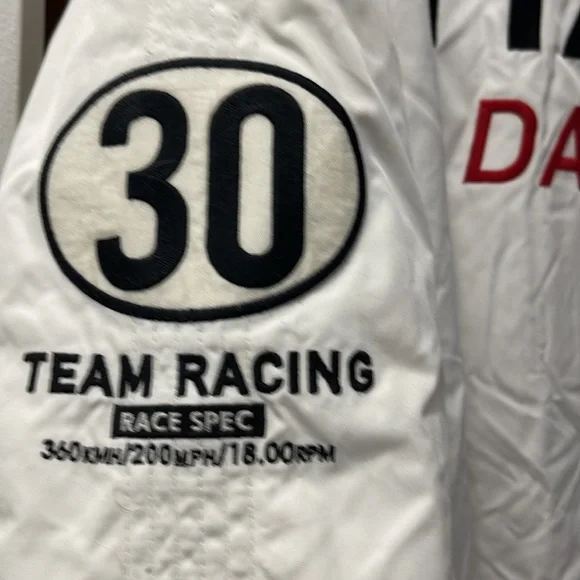 30
TEAM RACING
RACE SPEC
360KMH/200MPH/18.00RPM
DA